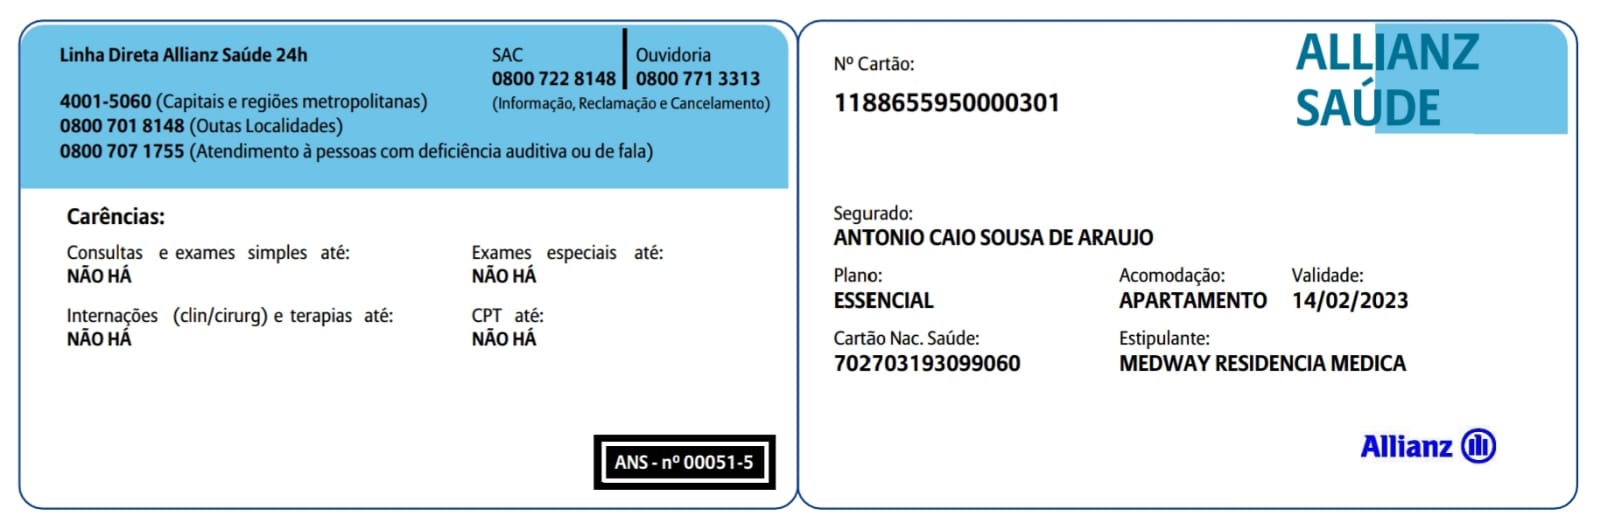 Linha Direta Allianz Saúde 24h
4001-5060 (Capitais e regiões metropolitanas)
0800 701 8148 (Outas Localidades)
0800 707 1755 (Atendimento à pessoas com deficiência auditiva ou de fala)
SAC
0800 722 8148
Ouvidoria
0800 771 3313
(Informação, Reclamação e Cancelamento)
Carências:
Consultas e exames simples até:
NÃO HÁ
Exames especiais até:
NÃO HÁ
Internações (clin/cirurg) e terapias até:
NÃO HÁ
CPT até:
NÃO HÁ
ANS - nº 00051-5
Nº Cartão:
1188655950000301
ALLIANZ
SAÚDE
Segurado:
ANTONIO CAIO SOUSA DE ARAUJO
Plano:
ESSENCIAL
Acomodação:
APARTAMENTO
Validade:
14/02/2023
Cartão Nac. Saúde:
702703193099060
Estipulante:
MEDWAY RESIDENCIA MEDICA
Allianz